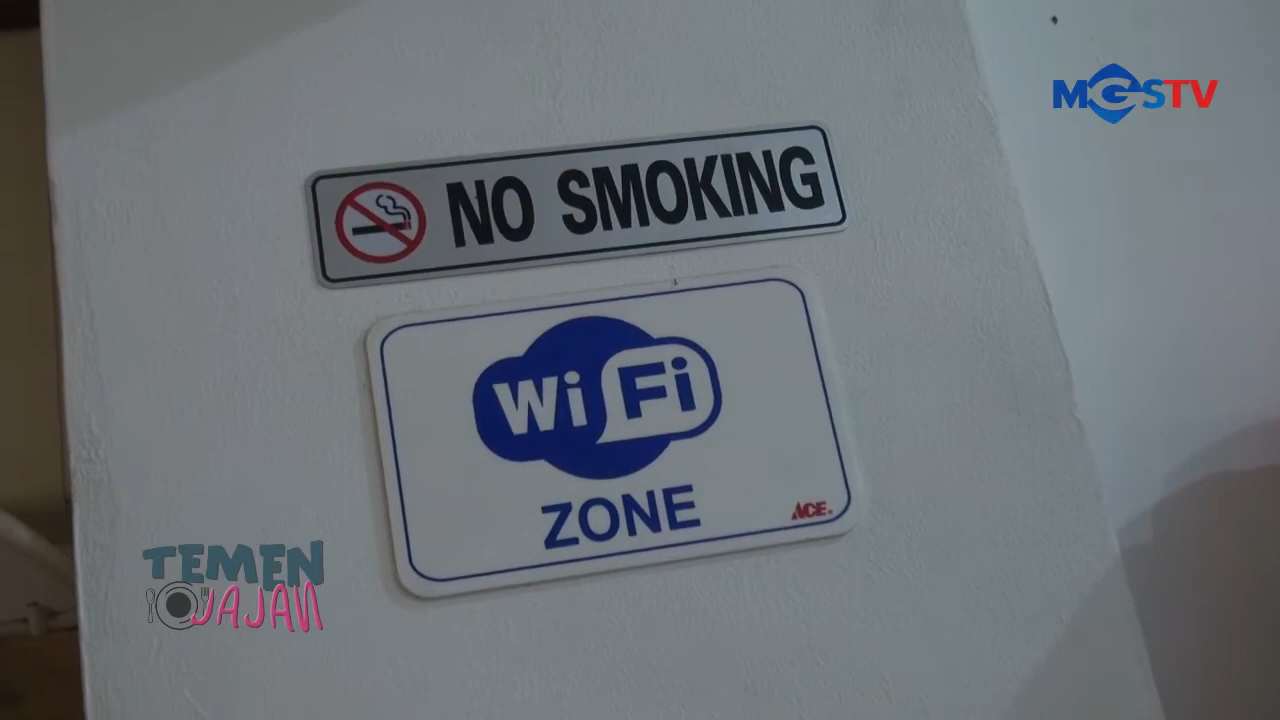 MGSTV
NO SMOKING
Wi Fi
ZONE
ACE
TEMEN
JAJAN